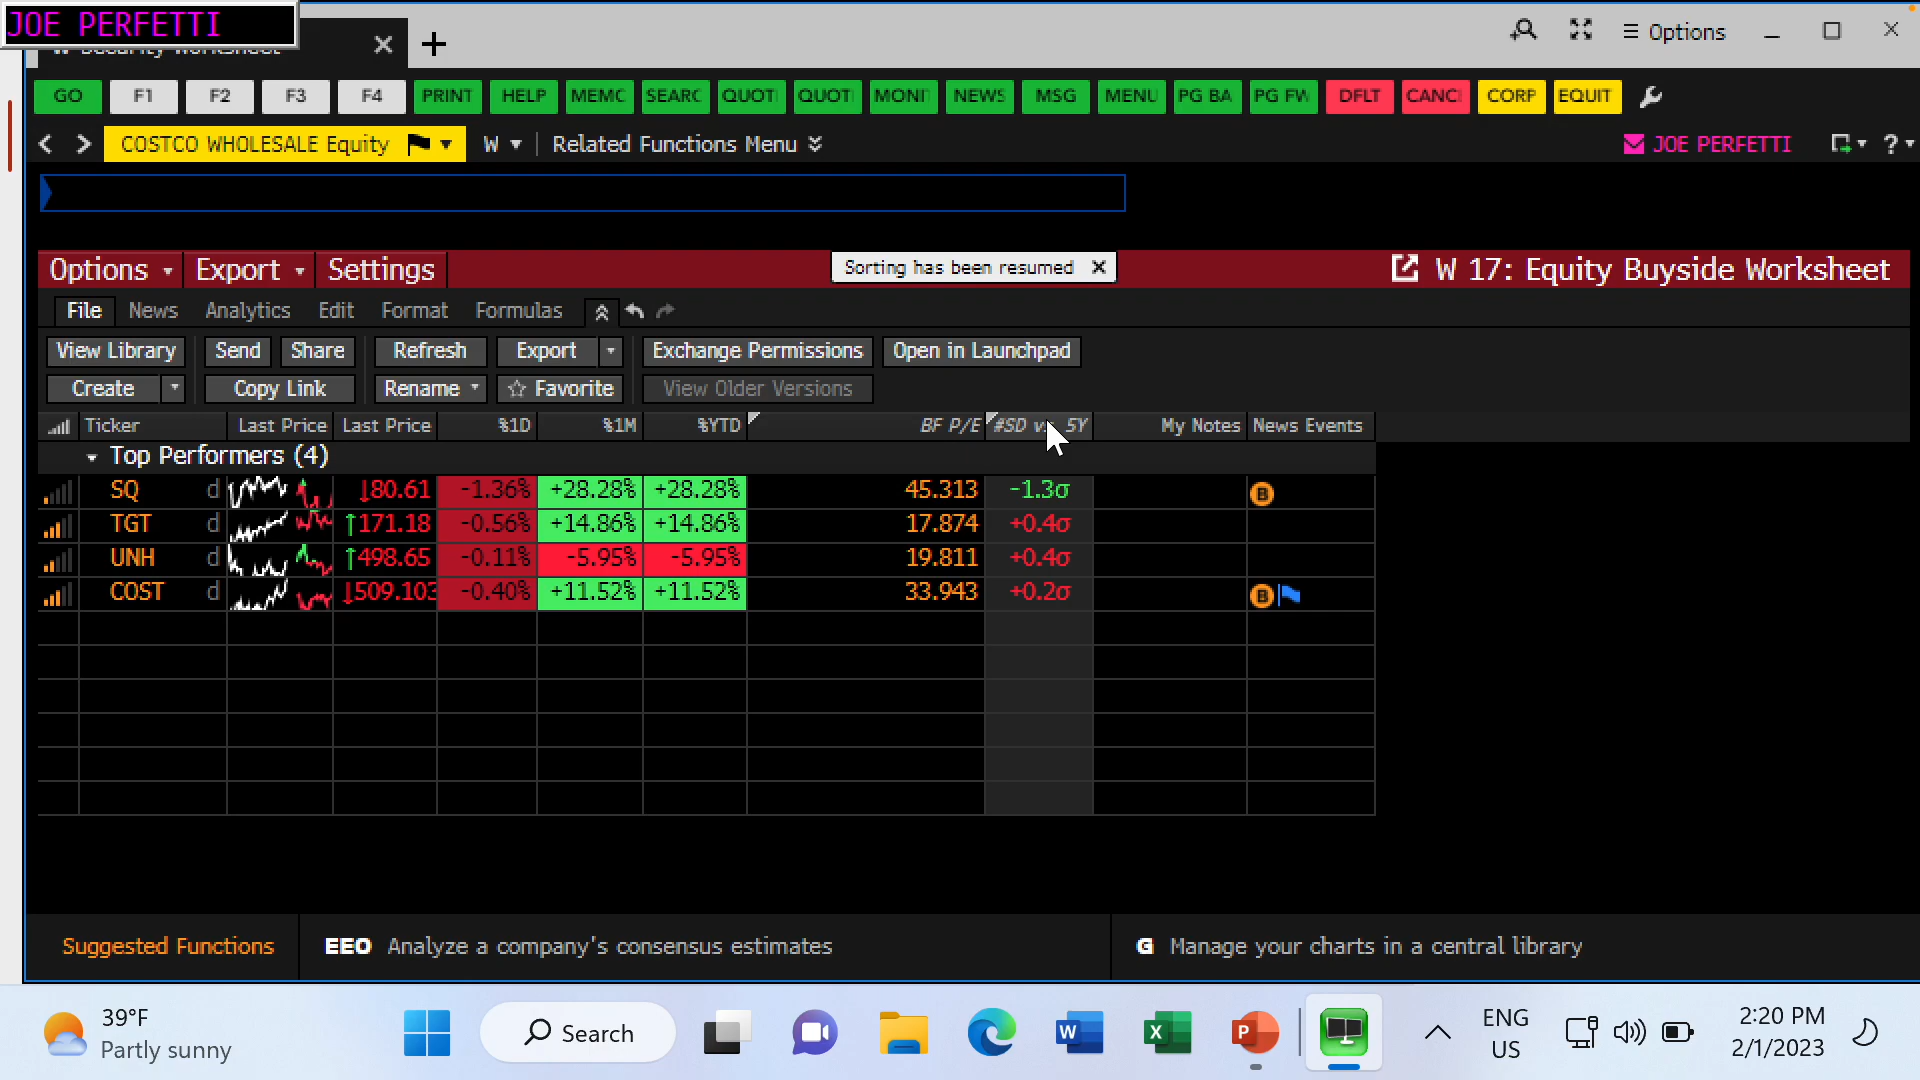 JOE PERFETTI
Options
GO F1 F2 F3 F4 PRINT HELP MEMC SEARC QUOT QUOT MONI NEWS MSG MENU PG BA PG FW DFLT CANC CORP EQUIT
COSTCO WHOLESALE Equity W Related Functions Menu JOE PERFETTI ?
Options Export Settings Sorting has been resumed W 17: Equity Buyside Worksheet
File News Analytics Edit Format Formulas
View Library Send Share Refresh Export Exchange Permissions Open in Launchpad
Create Copy Link Rename Favorite View Older Versions
Ticker Last Price Last Price %1D %1M %YTD BF P/E #SD 5Y My Notes News Events
Top Performers (4)
SQ d ↓80.61 -1.36% +28.28% +28.28% 45.313 -1.3σ B
TGT d ↑171.18 -0.56% +14.86% +14.86% 17.874 +0.4σ
UNH d ↑498.65 -0.11% -5.95% -5.95% 19.811 +0.4σ
COST d ↓509.103 -0.40% +11.52% +11.52% 33.943 +0.2σ B
Suggested Functions EEO Analyze a company's consensus estimates G Manage your charts in a central library
39°F
Partly sunny
Search
W X P
ENG
US
2:20 PM
2/1/2023